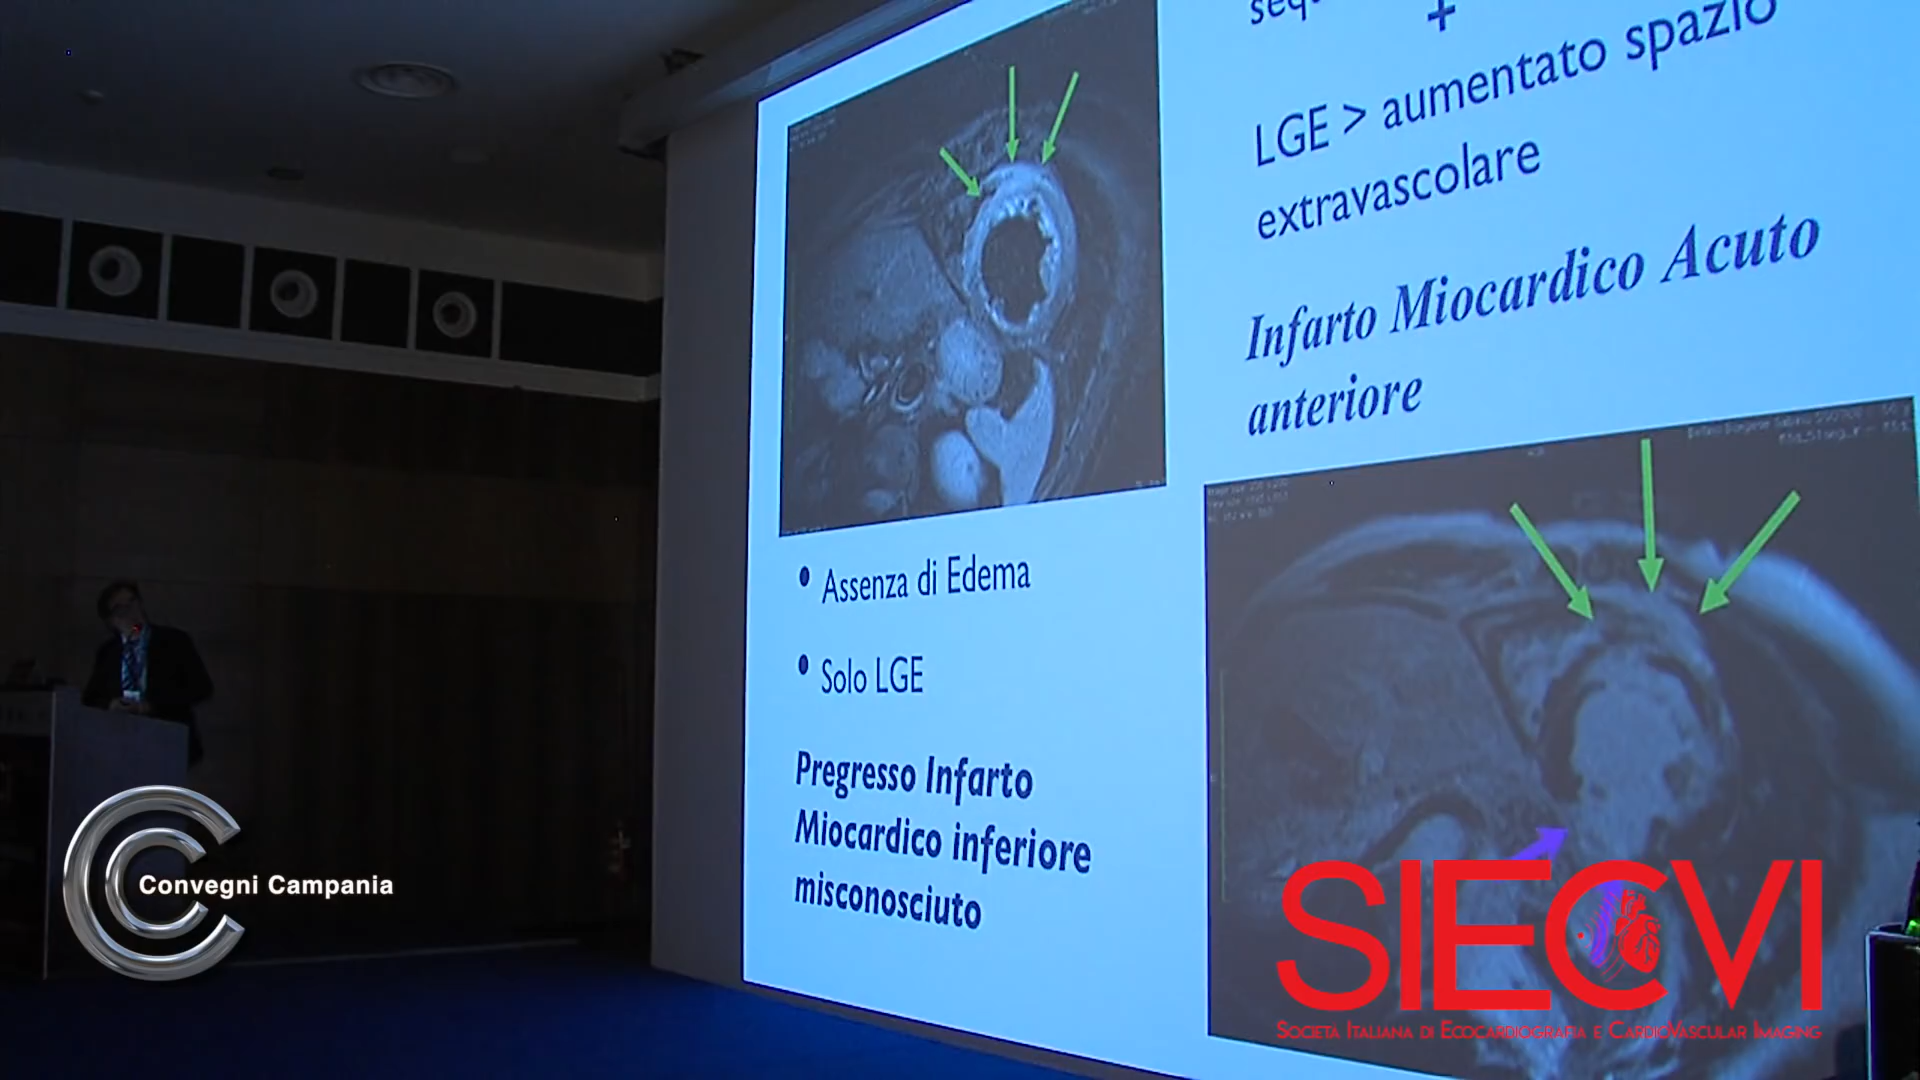 +
LGE > aumentato spazio
extravascolare
Infarto Miocardico Acuto
anteriore
• Assenza di Edema
• Solo LGE
Pregresso Infarto
Miocardico inferiore
misconosciuto
Convegni Campania
SIECVI
Società Italiana di Ecocardiografia e CardioVascular Imaging